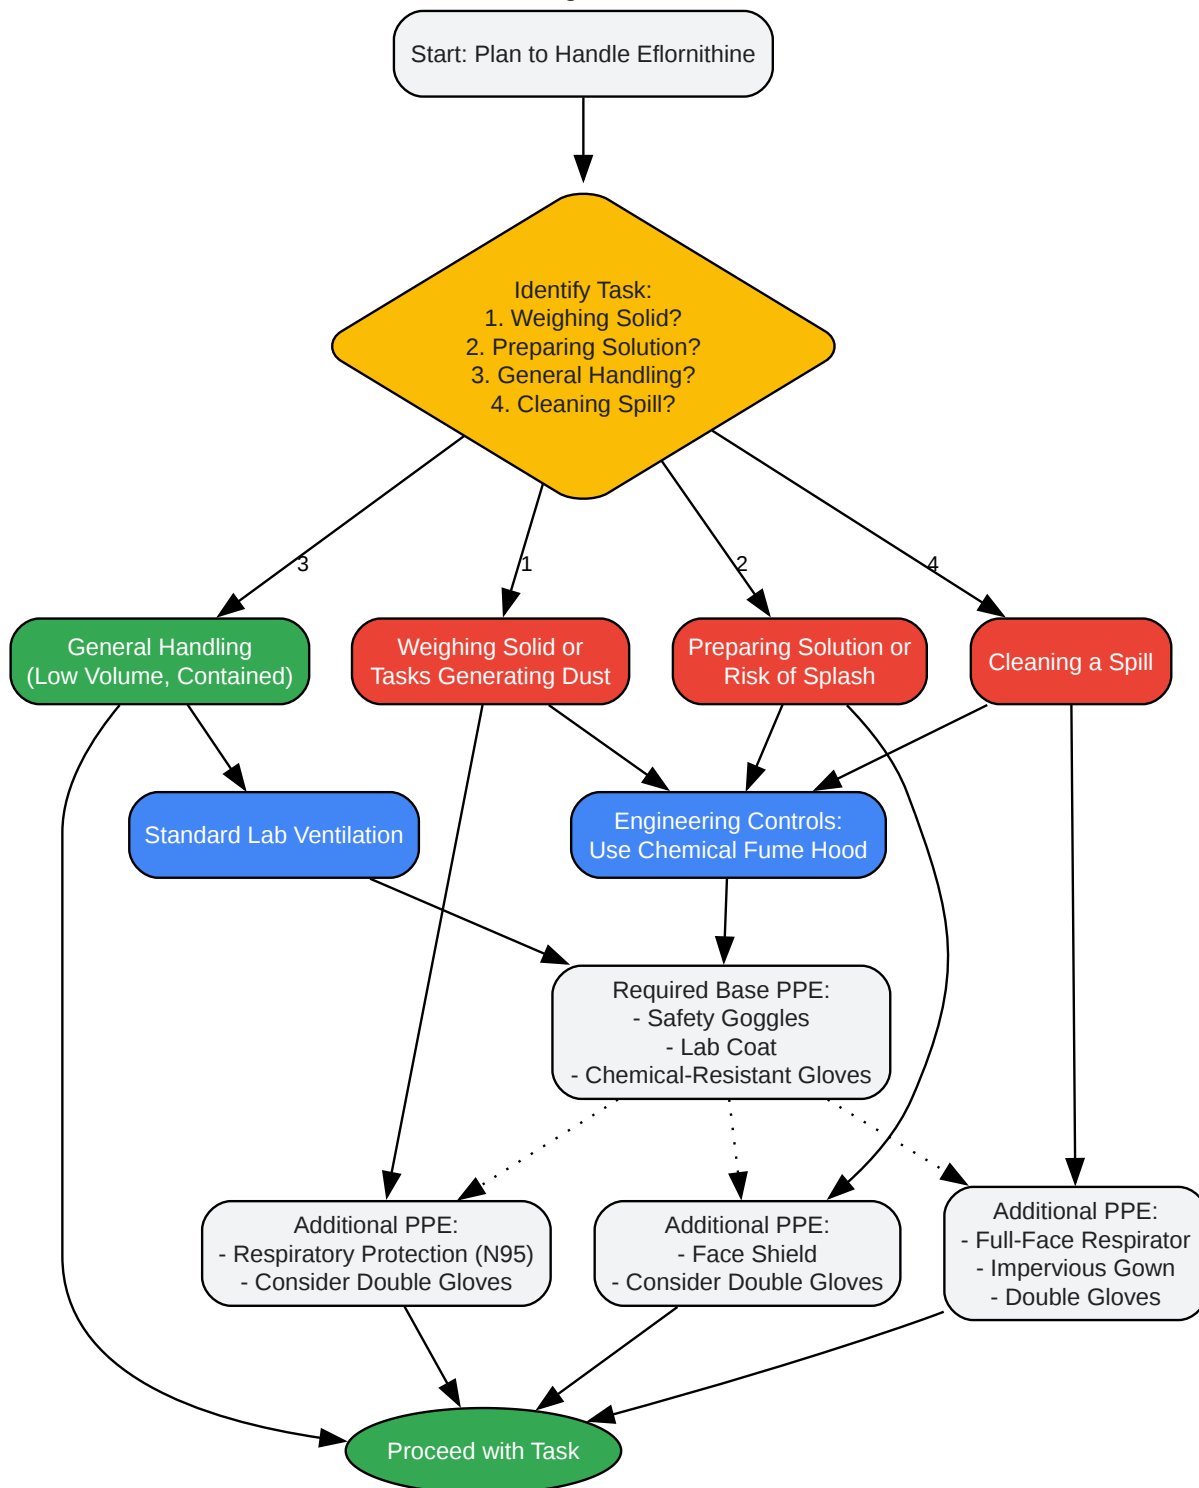 Start: Plan to Handle Eflornithine
Identify Task:
1. Weighing Solid?
2. Preparing Solution?
3. General Handling?
4. Cleaning Spill?
3
1
2
4
General Handling
(Low Volume, Contained)
Weighing Solid or
Tasks Generating Dust
Preparing Solution or
Risk of Splash
Cleaning a Spill
Standard Lab Ventilation
Engineering Controls:
Use Chemical Fume Hood
Required Base PPE:
- Safety Goggles
- Lab Coat
- Chemical-Resistant Gloves
Additional PPE:
- Respiratory Protection (N95)
- Consider Double Gloves
Additional PPE:
- Face Shield
- Consider Double Gloves
Additional PPE:
- Full-Face Respirator
- Impervious Gown
- Double Gloves
Proceed with Task